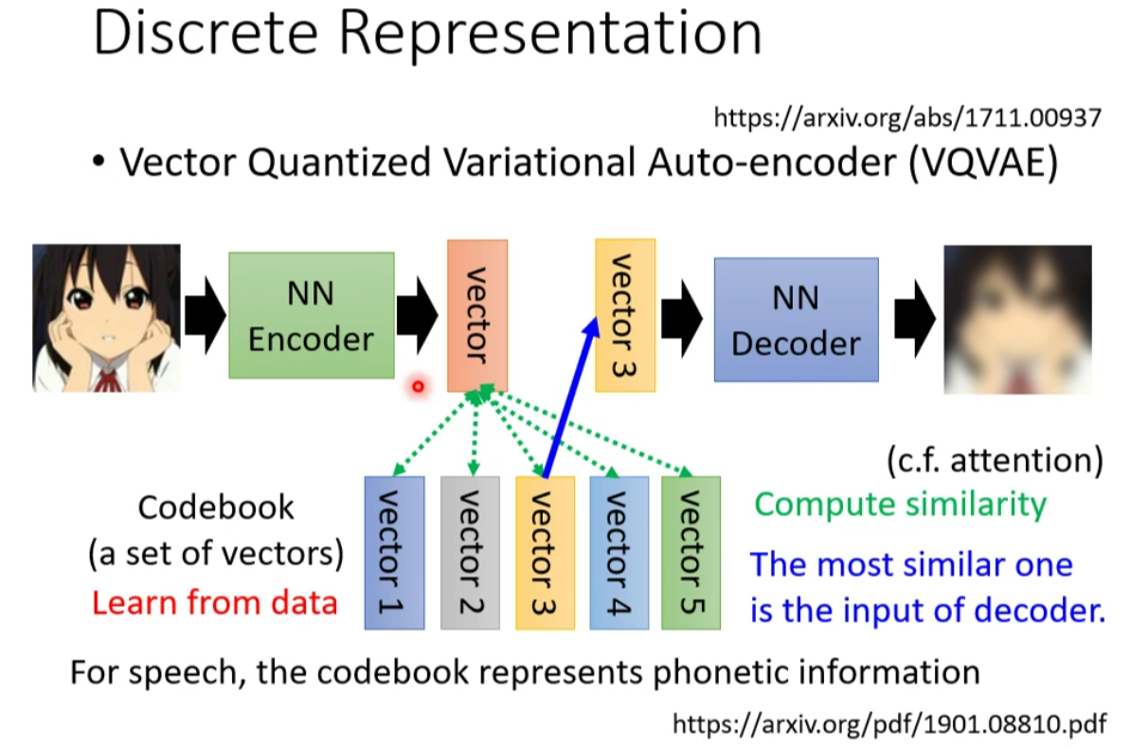 Discrete Representation
https://arxiv.org/abs/1711.00937
• Vector Quantized Variational Auto-encoder (VQVAE)
NN
Encoder
vector
vector 3
NN
Decoder
Codebook
(a set of vectors)
Learn from data
vector 1
vector 2
vector 3
vector 4
vector 5
(c.f. attention)
Compute similarity
The most similar one
is the input of decoder.
For speech, the codebook represents phonetic information
https://arxiv.org/pdf/1901.08810.pdf